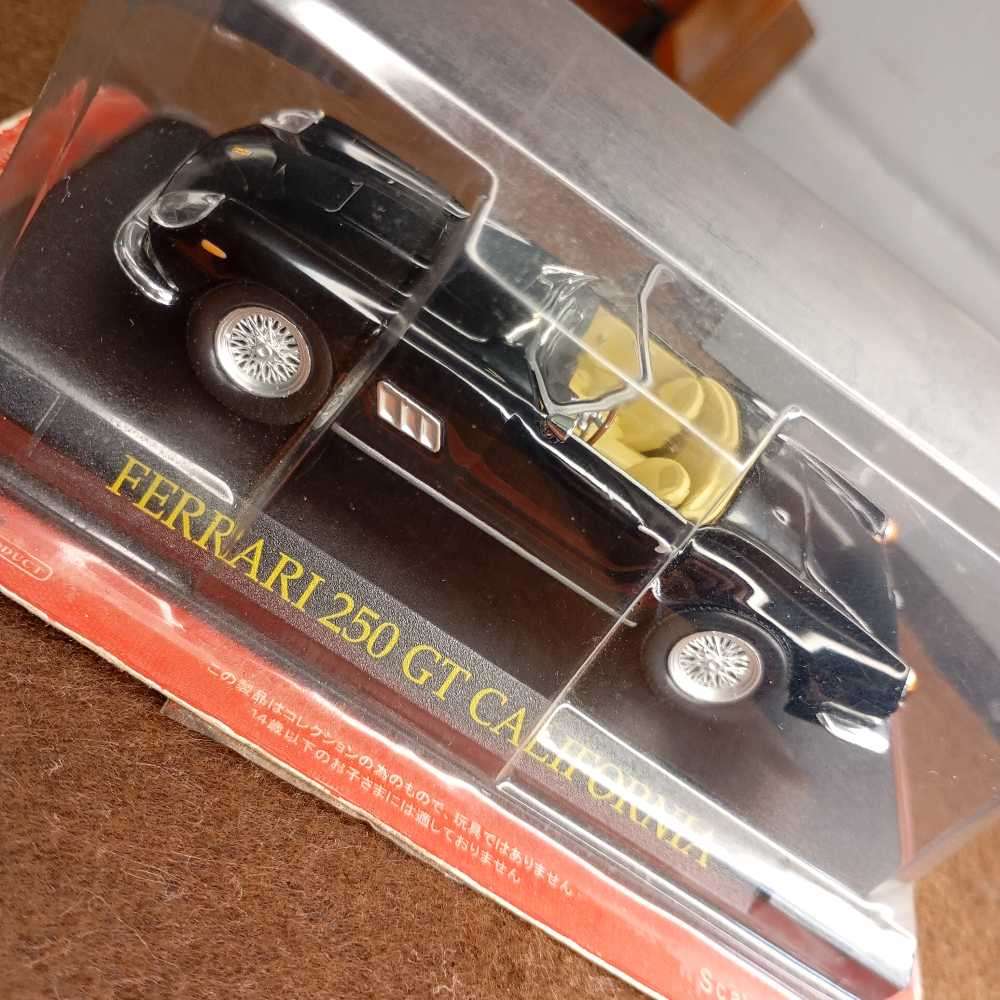 FERRARI 250 GT CALIFORNIA
この製品はコレクションの為のもので、玩具ではありません
14歳以下のお子さまには適しておりません